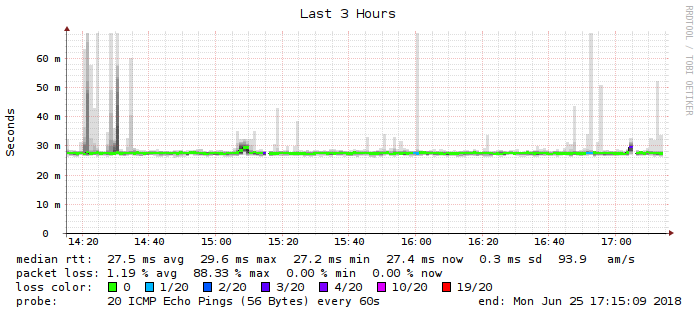 Last 3 Hours
RRDTOOL / TOBI OETIKER
Seconds
60 m
50 m
40 m
30 m
20 m
10 m
0
14:20 14:40 15:00 15:20 15:40 16:00 16:20 16:40 17:00
median rtt: 27.5 ms avg 29.6 ms max 27.2 ms min 27.4 ms now 0.3 ms sd 93.9 am/s
packet loss: 1.19 % avg 88.33 % max 0.00 % min 0.00 % now
loss color: 0 1/20 2/20 3/20 4/20 10/20 19/20
probe: 20 ICMP Echo Pings (56 Bytes) every 60s end: Mon Jun 25 17:15:09 2018